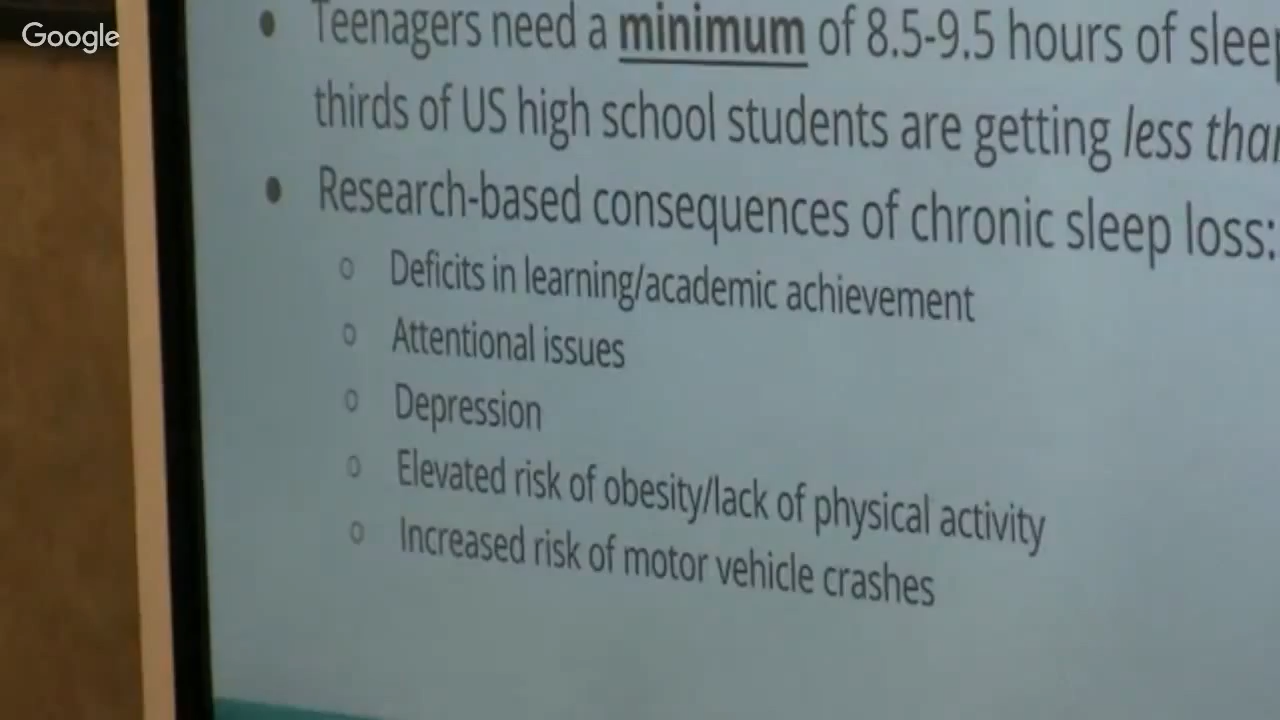 Google
• Teenagers need a minimum of 8.5-9.5 hours of
thirds of US high school students are getting less
• Research-based consequences of chronic sleep loss:
o Deficits in learning/academic achievement
o Attentional issues
o Depression
o Elevated risk of obesity/lack of physical activity
o Increased risk of motor vehicle crashes